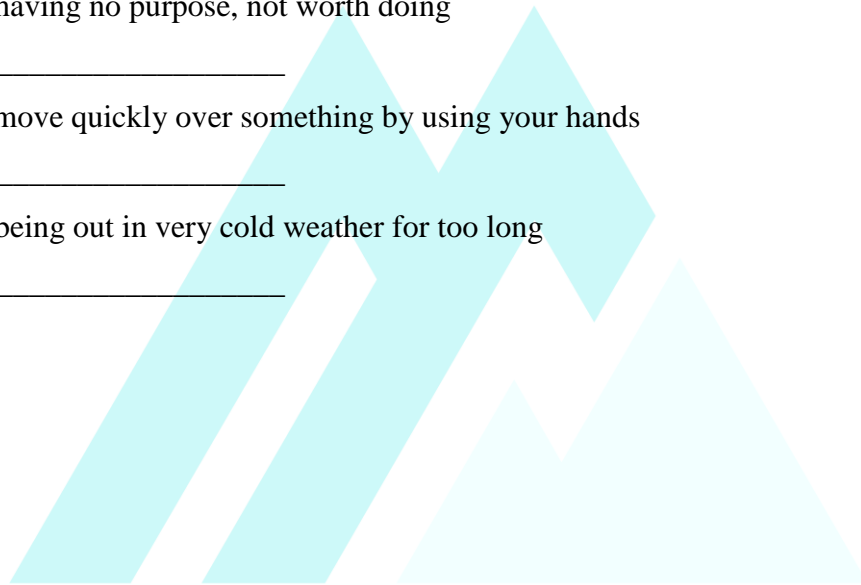 having no purpose, not worth doing
___________________
move quickly over something by using your hands
___________________
being out in very cold weather for too long
___________________